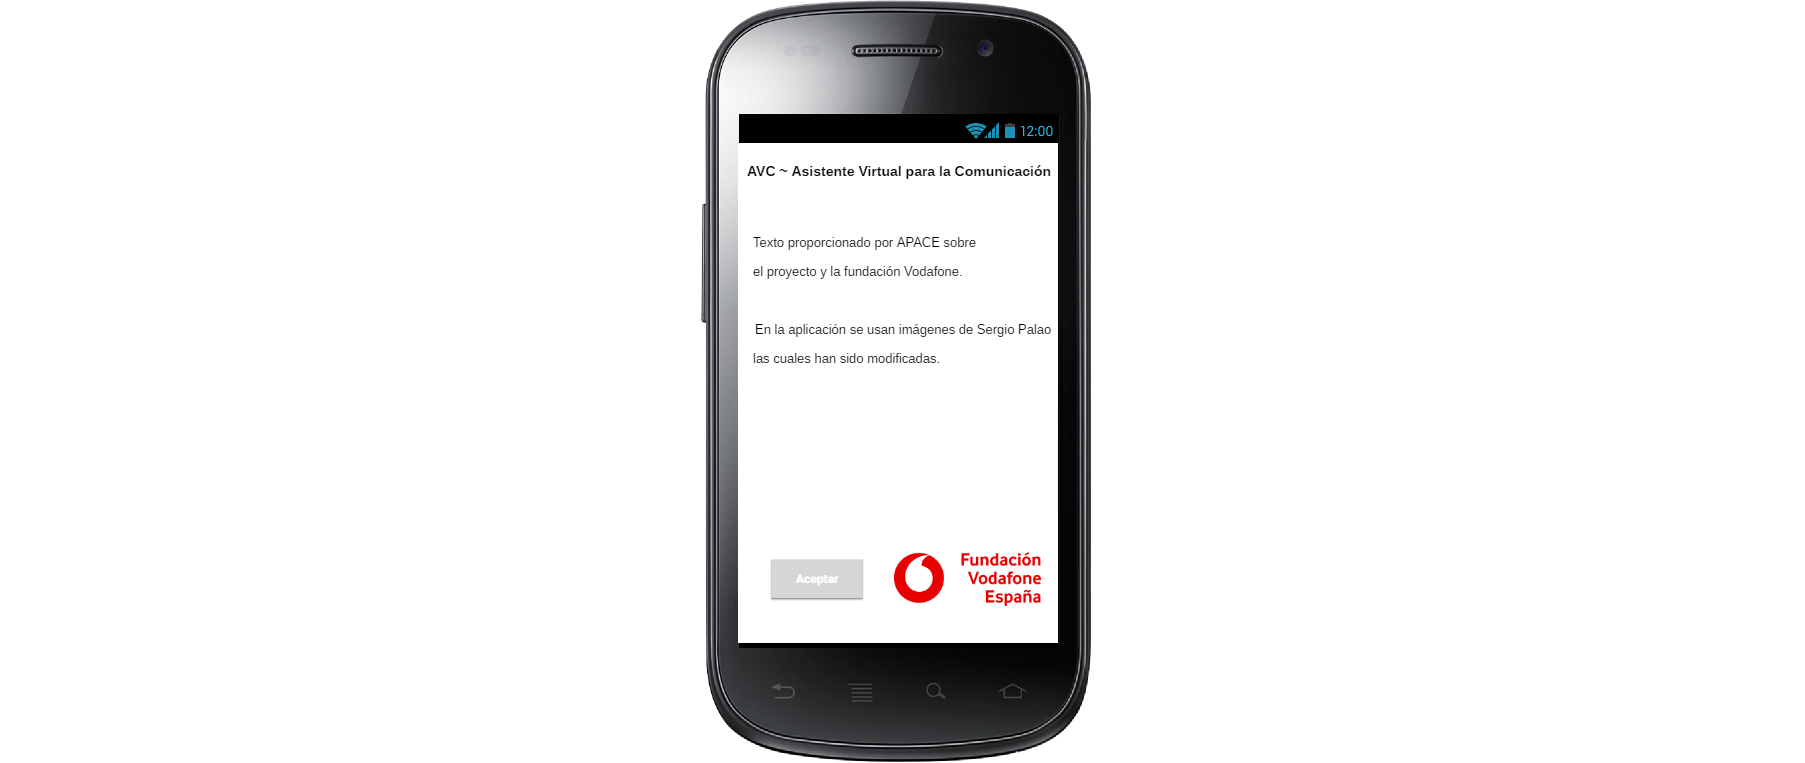 12:00
AVC ~ Asistente Virtual para la Comunicación
Texto proporcionado por APACE sobre
el proyecto y la fundación Vodafone.
En la aplicación se usan imágenes de Sergio Palao
las cuales han sido modificadas.
Aceptar
Fundación
Vodafone
España